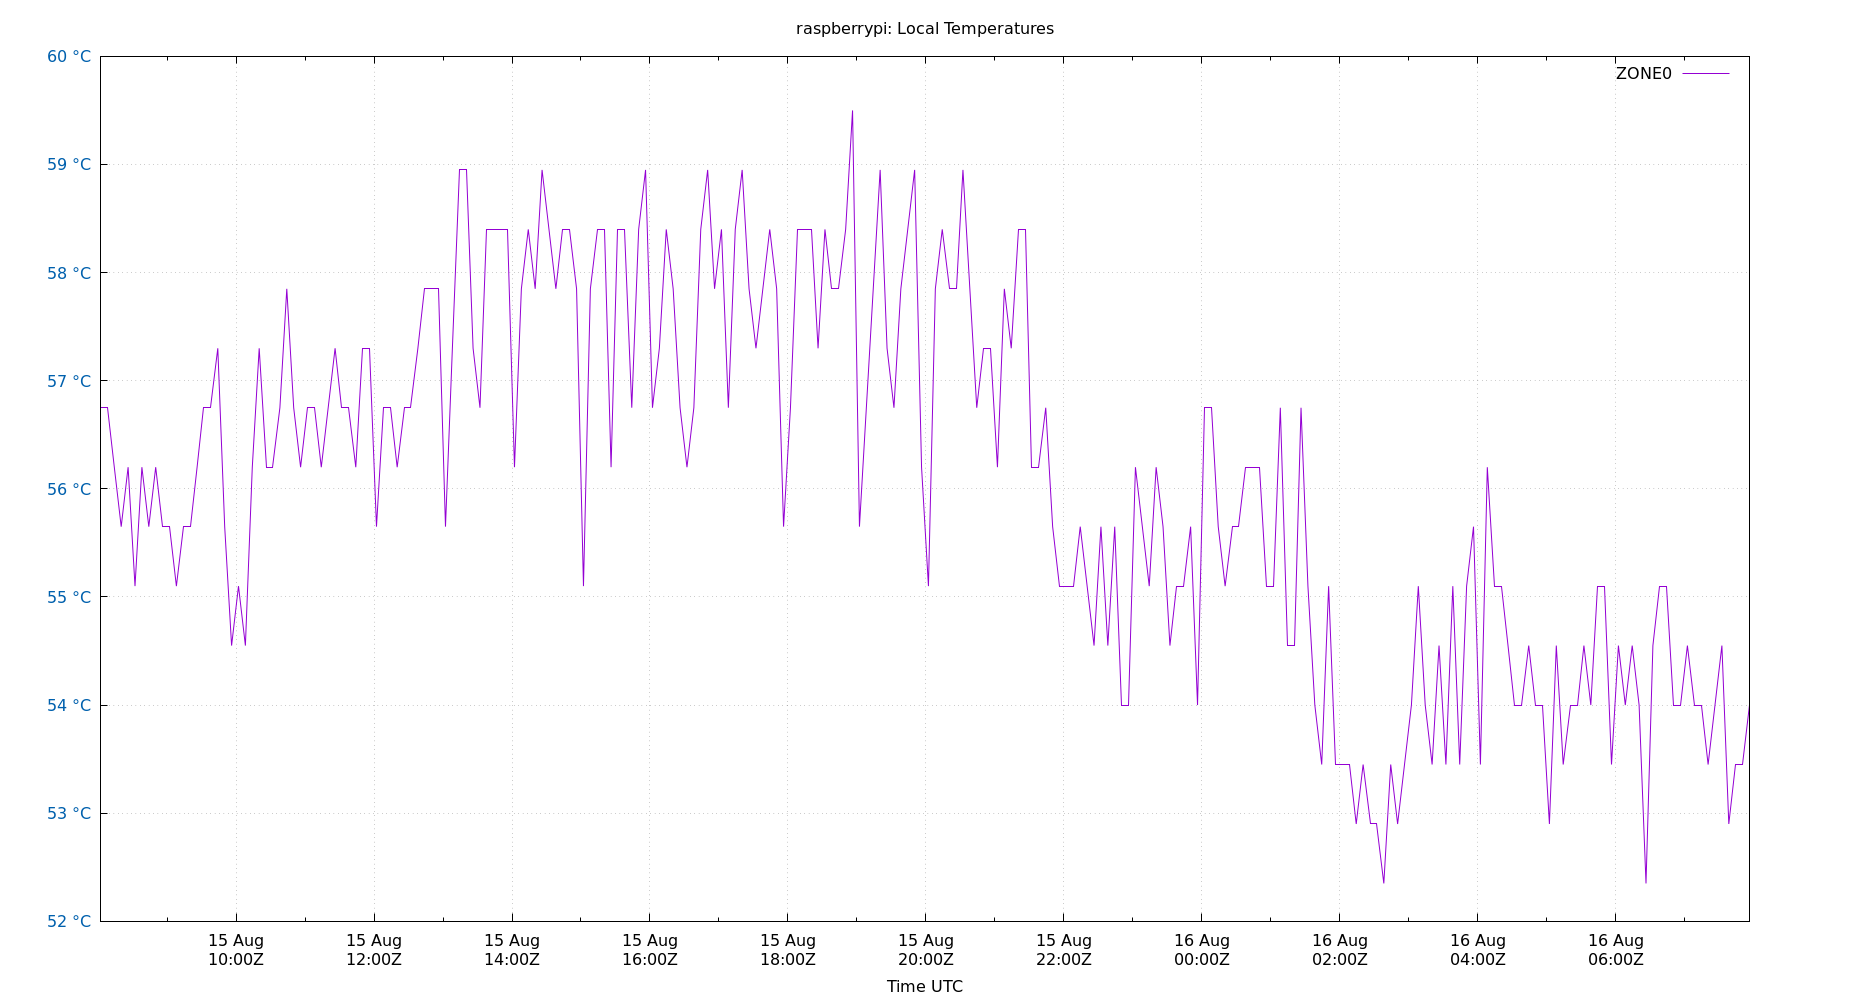 raspberrypi: Local Temperatures
60 °C
ZONE0
59 °C
58 °C
57 °C
56 °C
55 °C
54 °C
53 °C
52 °C
15 Aug 15 Aug 15 Aug 15 Aug 15 Aug 15 Aug 15 Aug 16 Aug 16 Aug 16 Aug 16 Aug
10:00Z 12:00Z 14:00Z 16:00Z 18:00Z 20:00Z 22:00Z 00:00Z 02:00Z 04:00Z 06:00Z
Time UTC